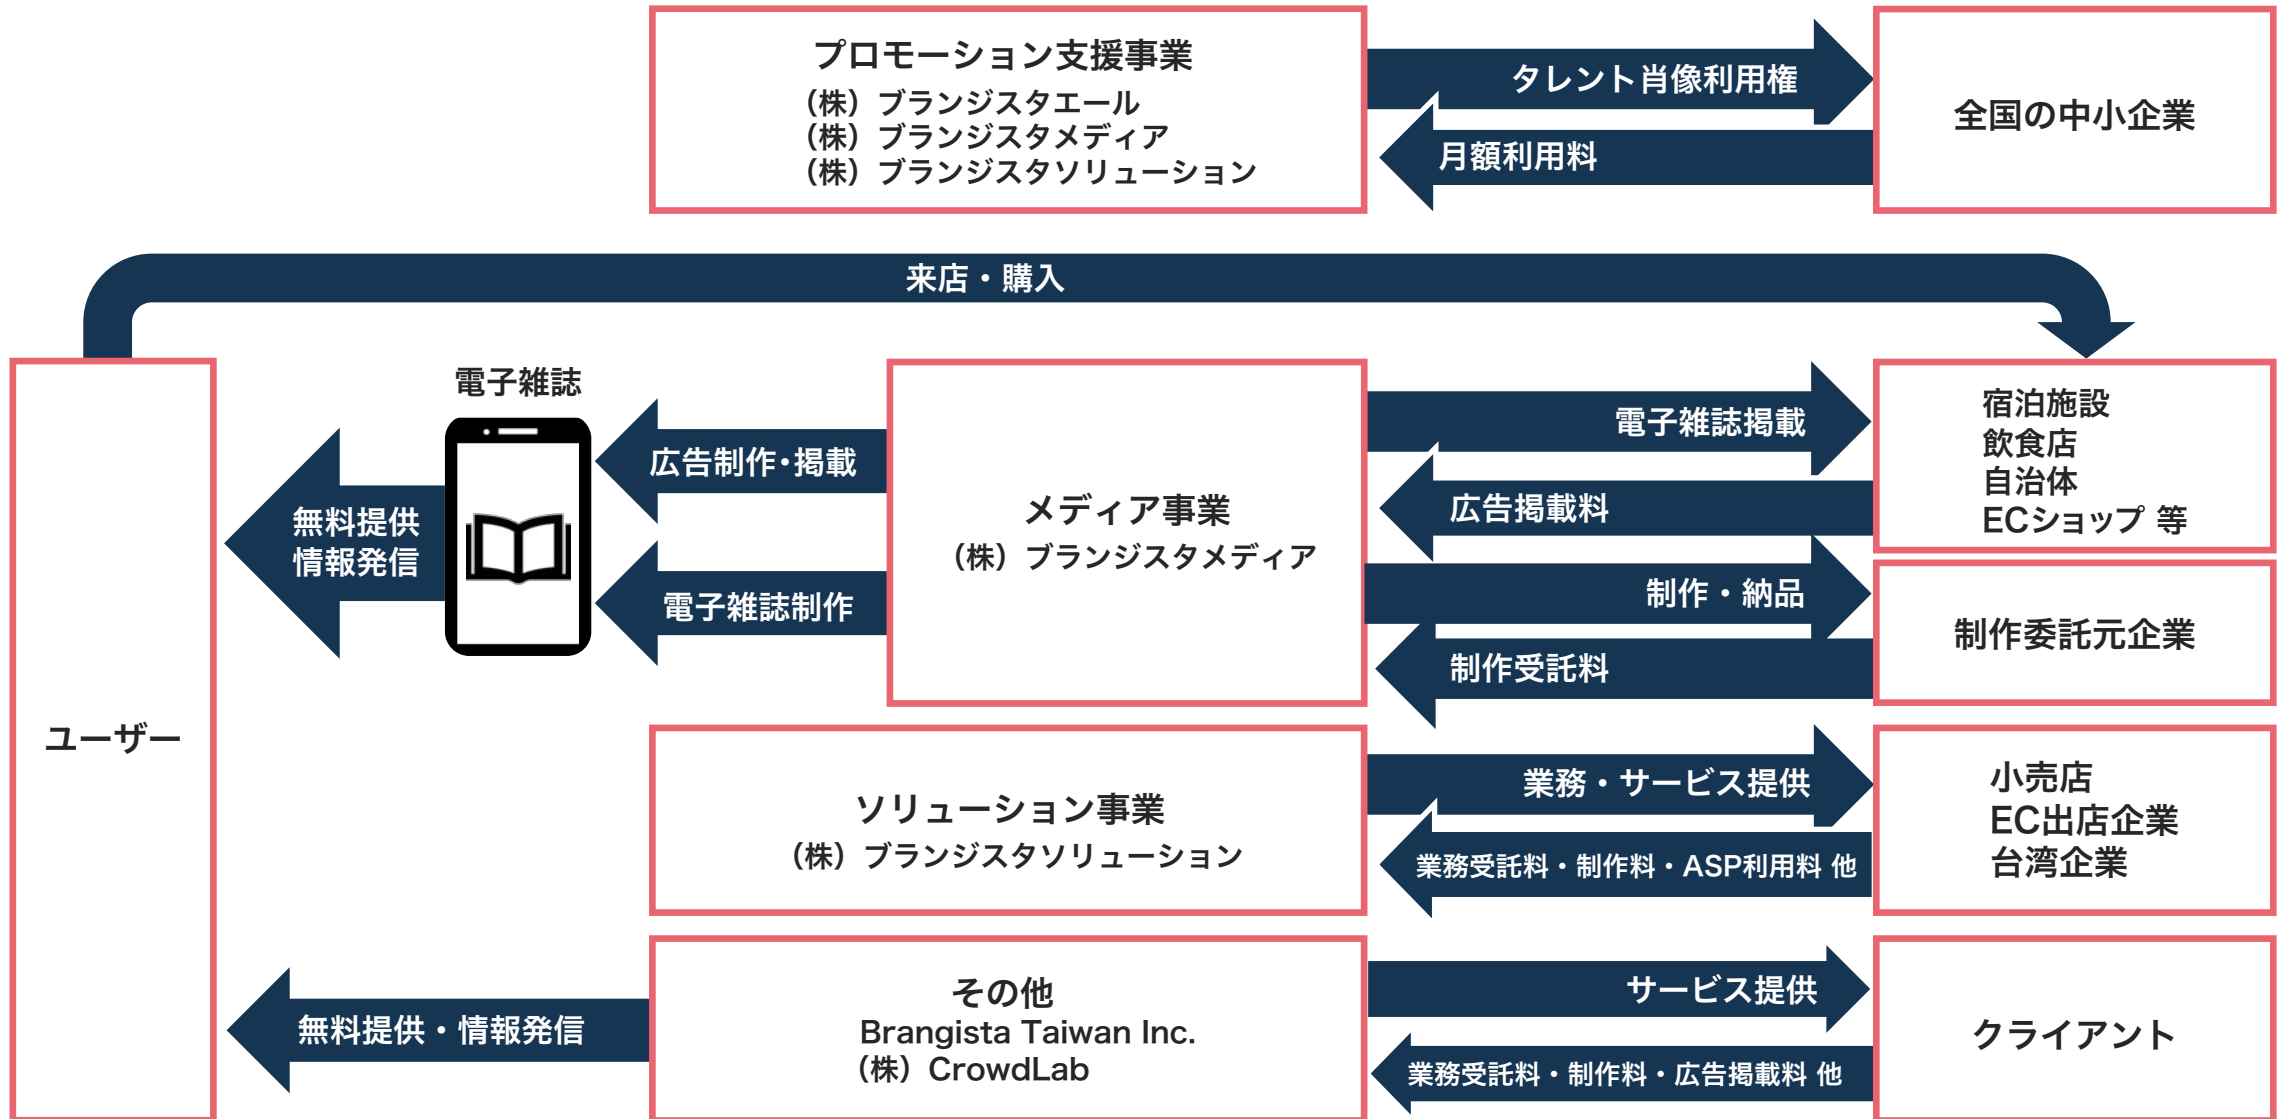 プロモーション支援事業
（株）ブランジスタエール
（株）ブランジスタメディア
（株）ブランジスタソリューション
タレント肖像利用権
月額利用料
全国の中小企業
来店・購入
ユーザー
電子雑誌
無料提供
情報発信
広告制作・掲載
電子雑誌制作
メディア事業
（株）ブランジスタメディア
電子雑誌掲載
広告掲載料
宿泊施設
飲食店
自治体
ECショップ 等
制作・納品
制作受託料
制作委託元企業
ソリューション事業
（株）ブランジスタソリューション
業務・サービス提供
業務受託料・制作料・ASP利用料 他
小売店
EC出店企業
台湾企業
無料提供・情報発信
その他
Brangista Taiwan Inc.
（株）CrowdLab
サービス提供
業務受託料・制作料・広告掲載料 他
クライアント